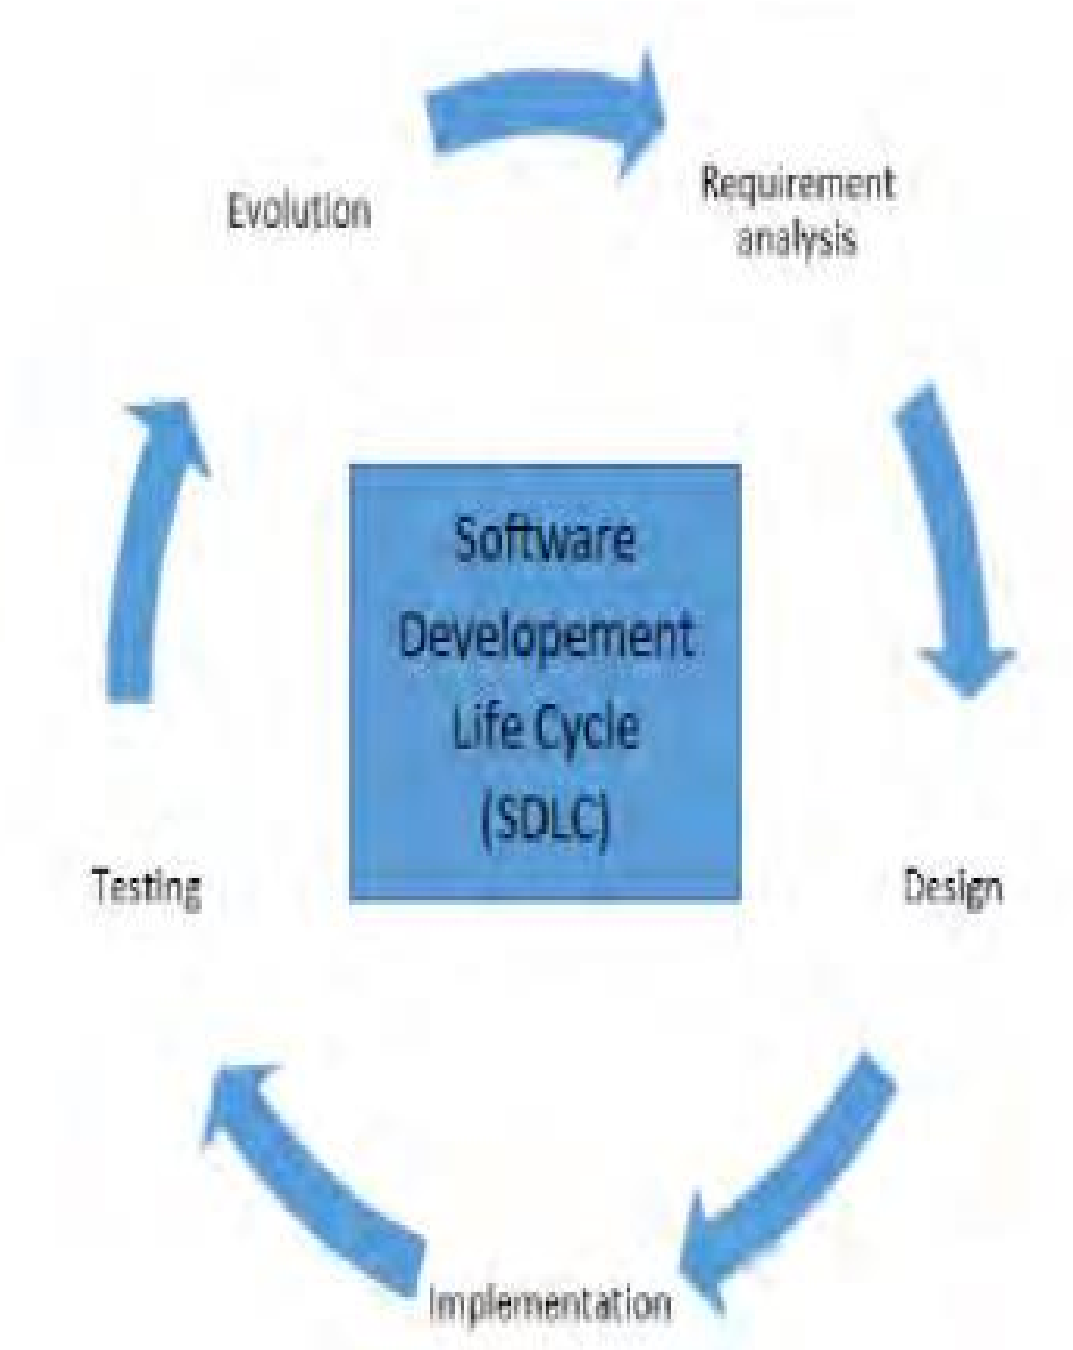 Evolution
Requirement
analysis
Software
Developement
Life Cycle
(SDLC)
Testing
Design
Implementation